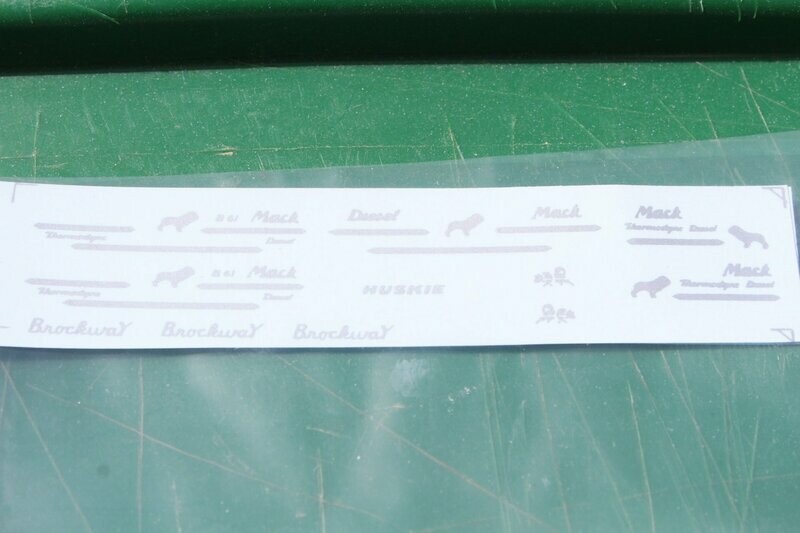 B 61 Mack Diesel Mack Mack
Thermodyne Diesel Thermodyne Diesel
B 61 Mack HUSKIE Mack
Thermodyne Diesel Thermodyne Diesel
Brockway Brockway Brockway